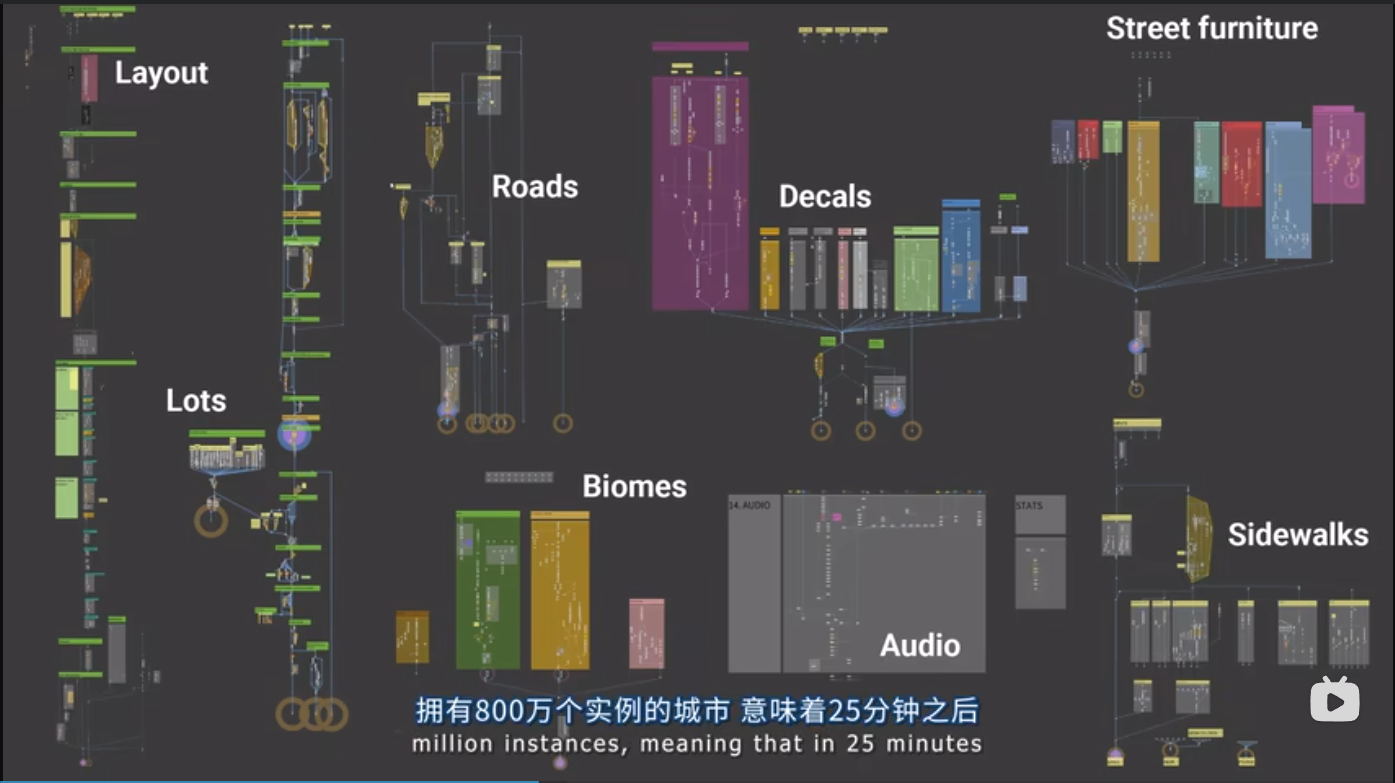 Street furniture
Layout
Roads
Decals
Lots
Biomes
14. AUDIO
STATS
Sidewalks
Audio
拥有800万个实例的城市 意味着25分钟之后
million instances, meaning that in 25 minutes